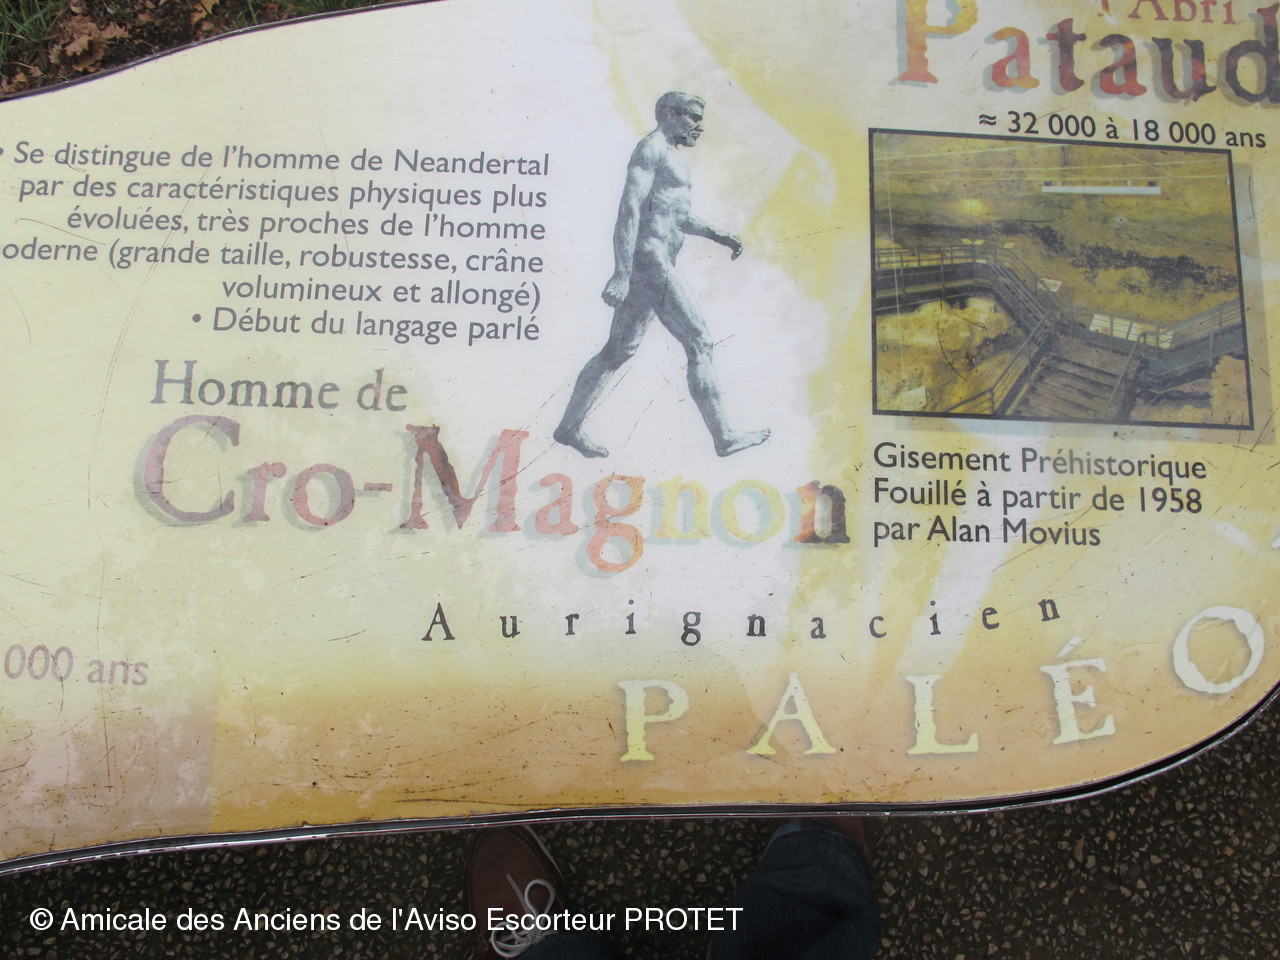 • Se distingue de l'homme de Neandertal
par des caractéristiques physiques plus
évoluées, très proches de l'homme
oderne (grande taille, robustesse, crâne
volumineux et allongé)
• Début du langage parlé
Homme de
Cro-Magnon
l'Abri
Pataud
≈ 32 000 à 18 000 ans
Gisement Préhistorique
Fouillé à partir de 1958
par Alan Movius
Aurignacien
000 ans
PALÉO
© Amicale des Anciens de l'Aviso Escorteur PROTET